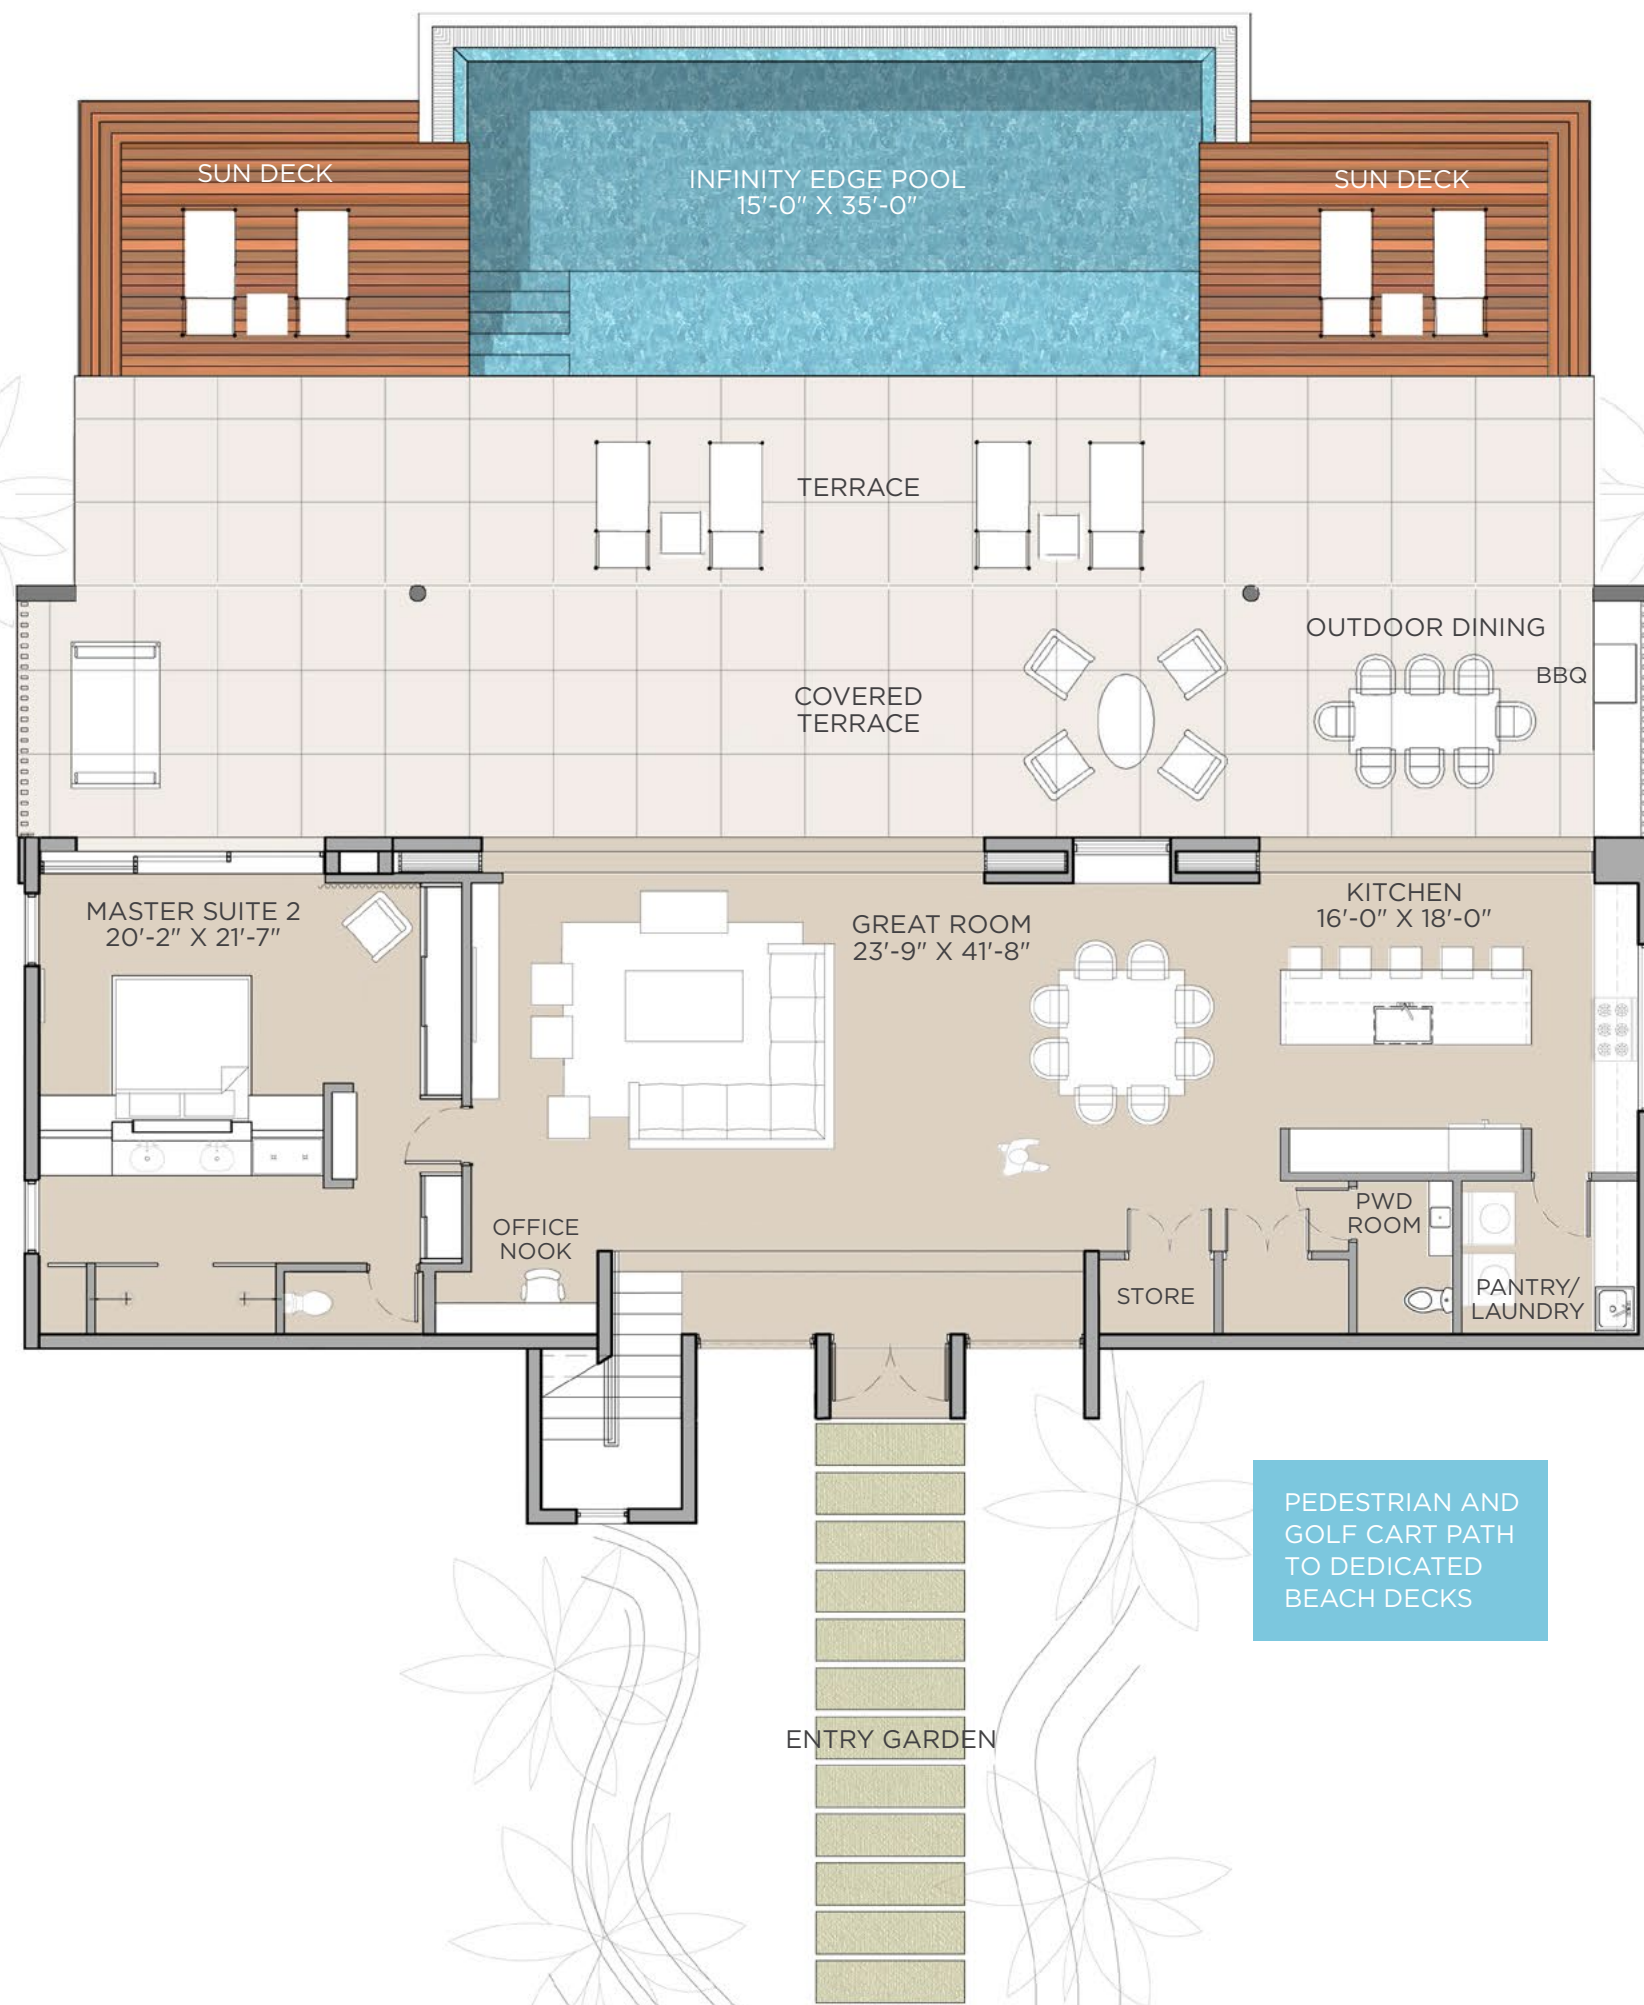 SUN DECK
INFINITY EDGE POOL
15'-0" X 35'-0"
SUN DECK
TERRACE
OUTDOOR DINING
BBQ
COVERED
TERRACE
MASTER SUITE 2
20'-2" X 21'-7"
GREAT ROOM
23'-9" X 41'-8"
KITCHEN
16'-0" X 18'-0"
OFFICE
NOOK
PWD
ROOM
STORE
PANTRY/
LAUNDRY
PEDESTRIAN AND
GOLF CART PATH
TO DEDICATED
BEACH DECKS
ENTRY GARDEN